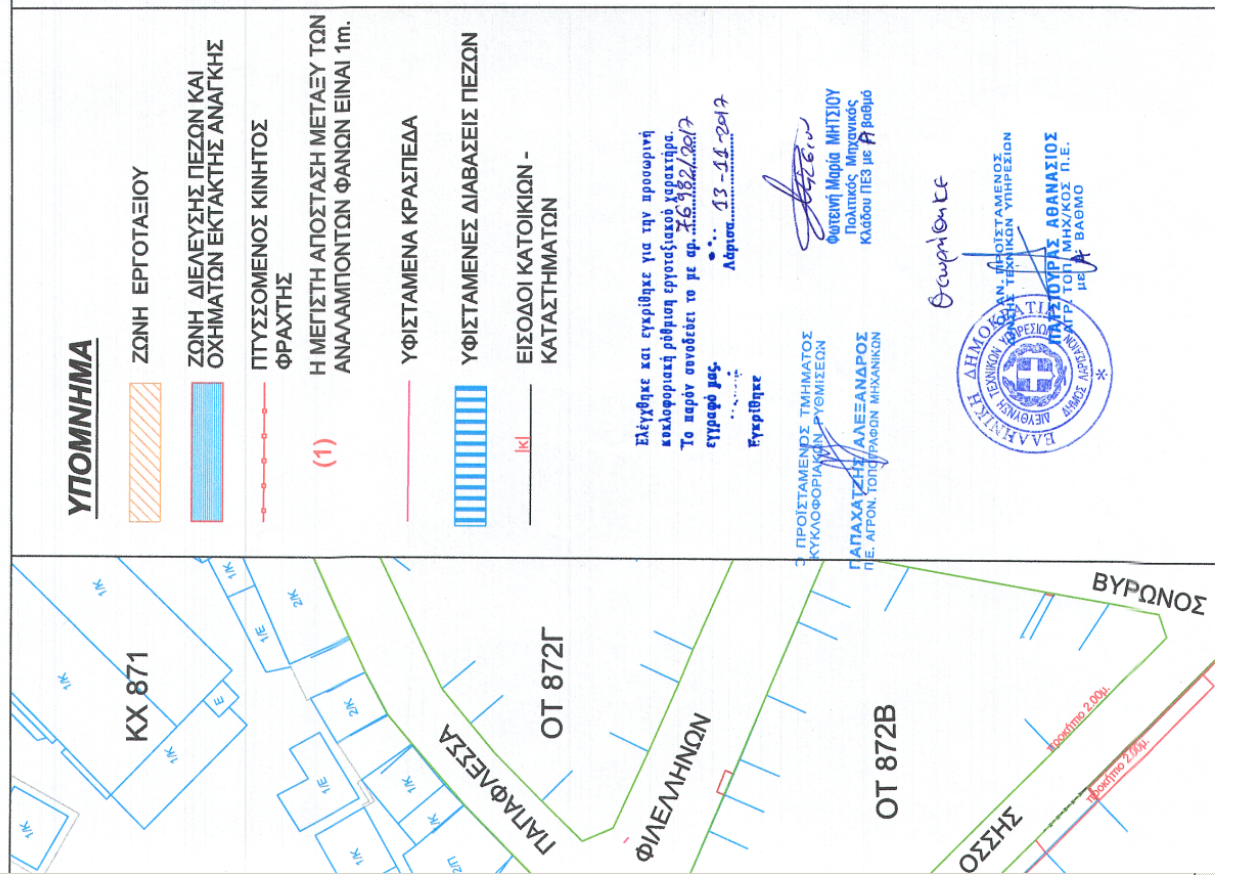 ΥΠΟΜΝΗΜΑ
ΖΩΝΗ ΕΡΓΟΤΑΞΙΟΥ
ΖΩΝΗ ΔΙΕΛΕΥΣΗΣ ΠΕΖΩΝ ΚΑΙ
ΟΧΗΜΑΤΩΝ ΕΚΤΑΚΤΗΣ ΑΝΑΓΚΗΣ
ΠΤΥΣΣΟΜΕΝΟΣ ΚΙΝΗΤΟΣ
ΦΡΑΧΤΗΣ
(1)
Η ΜΕΓΙΣΤΗ ΑΠΟΣΤΑΣΗ ΜΕΤΑΞΥ ΤΩΝ
ΑΝΑΛΑΜΠΟΝΤΩΝ ΦΑΝΩΝ ΕΙΝΑΙ 1m.
ΥΦΙΣΤΑΜΕΝΑ ΚΡΑΣΠΕΔΑ
ΥΦΙΣΤΑΜΕΝΕΣ ΔΙΑΒΑΣΕΙΣ ΠΕΖΩΝ
|κ|
ΕΙΣΟΔΟΙ ΚΑΤΟΙΚΙΩΝ -
ΚΑΤΑΣΤΗΜΑΤΩΝ
Ελέγχθηκε και εγκρίθηκε για την προσωρινή
κυκλοφοριακή ρύθμιση εργοταξιακού χαρακτήρα.
Το παρόν συνοδεύει το με αρ. 76982/2017
έγγραφό μας.
Λάρισα 13-11-2017
Εγκρίθηκε
Ο ΠΡΟΪΣΤΑΜΕΝΟΣ ΤΜΗΜΑΤΟΣ
ΚΥΚΛΟΦΟΡΙΑΚΩΝ ΡΥΘΜΙΣΕΩΝ
ΠΑΠΑΧΑΤΖΗΣ ΑΛΕΞΑΝΔΡΟΣ
Π.Ε. ΑΓΡΟΝ. ΤΟΠΟΓΡΑΦΩΝ ΜΗΧΑΝΙΚΩΝ
Φωτεινή Μαρία ΜΗΤΣΙΟΥ
Πολιτικός Μηχανικός
Κλάδου ΠΕ3 με Α βαθμό
Θεωρήθηκε
ΑΝ. ΠΡΟΪΣΤΑΜΕΝΟΣ
ΤΕΧΝΙΚΩΝ ΥΠΗΡΕΣΙΩΝ
ΠΑΤΣΙΟΥΡΑΣ ΑΘΑΝΑΣΙΟΣ
ΑΓΡ. ΤΟΠ. ΜΗΧ/ΚΟΣ Π.Ε.
με Α ΒΑΘΜΟ
ΕΛΛΗΝΙΚΗ ΔΗΜΟΚΡΑΤΙΑ
ΔΙΕΥΘΥΝΣΗ ΤΕΧΝΙΚΩΝ ΥΠΗΡΕΣΙΩΝ
ΔΗΜΟΣ ΛΑΡΙΣΑΙΩΝ
ΚΧ 871
1/Κ
1/Κ
1/Κ
1/Κ
Ε
1/Κ
1/Ε
2/Κ
2/Κ
1/Ε
1/Κ
1/Κ
1/Κ
2/Π
ΠΑΠΑΦΛΕΣΣΑ
ΟΤ 872Γ
ΦΙΛΕΛΛΗΝΩΝ
ΟΤ 872Β
ΒΥΡΩΝΟΣ
ΟΣΣΗΣ
προκήπιο 2.00μ.
προκήπιο 2.00μ.